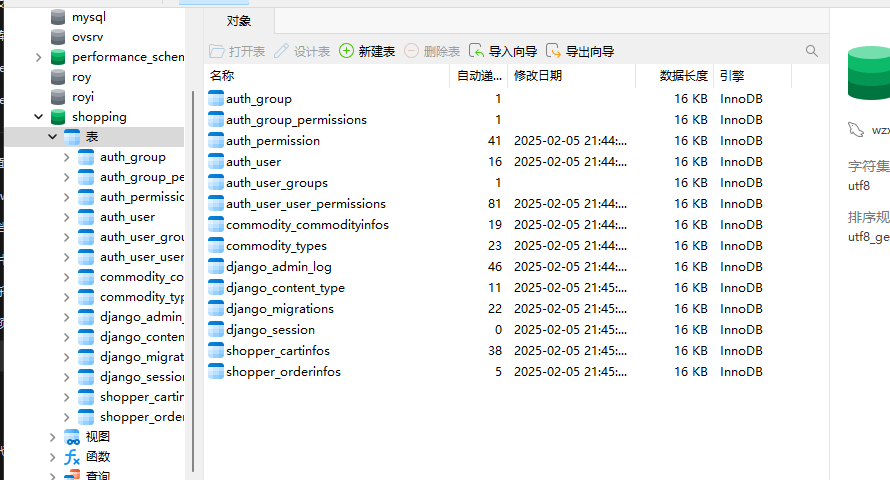 mysql
ovsrv
performance_schem
roy
royi
shopping
表
auth_group
auth_group_pe
auth_permissic
auth_user
auth_user_grou
auth_user_user
commodity_co
commodity_typ
django_admin_
django_conten
django_migrat
django_session
shopper_cartin
shopper_order
视图
函数
查询
对象
打开表 设计表 新建表 删除表 导入向导 导出向导
名称 自动递... 修改日期 数据长度 引擎
auth_group 1 16 KB InnoDB
auth_group_permissions 1 16 KB InnoDB
auth_permission 41 2025-02-05 21:44:... 16 KB InnoDB
auth_user 16 2025-02-05 21:44:... 16 KB InnoDB
auth_user_groups 1 16 KB InnoDB
auth_user_user_permissions 81 2025-02-05 21:44:... 16 KB InnoDB
commodity_commodityinfos 19 2025-02-05 21:44:... 16 KB InnoDB
commodity_types 23 2025-02-05 21:44:... 16 KB InnoDB
django_admin_log 46 2025-02-05 21:44:... 16 KB InnoDB
django_content_type 11 2025-02-05 21:45:... 16 KB InnoDB
django_migrations 22 2025-02-05 21:45:... 16 KB InnoDB
django_session 0 2025-02-05 21:45:... 16 KB InnoDB
shopper_cartinfos 38 2025-02-05 21:45:... 16 KB InnoDB
shopper_orderinfos 5 2025-02-05 21:45:... 16 KB InnoDB
wzx
字符集
utf8
排序规
utf8_ge